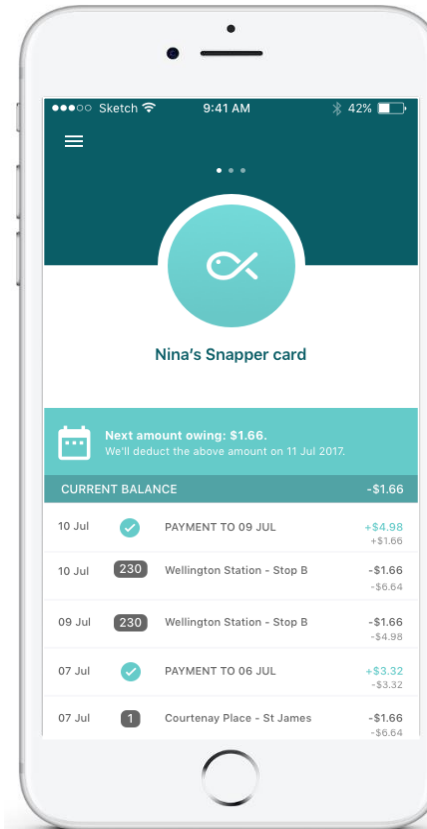 Sketch 9:41 AM 42%
Nina's Snapper card
Next amount owing: $1.66.
We'll deduct the above amount on 11 Jul 2017.
CURRENT BALANCE -$1.66
10 Jul PAYMENT TO 09 JUL +$4.98
+$1.66
10 Jul 230 Wellington Station - Stop B -$1.66
-$6.64
09 Jul 230 Wellington Station - Stop B -$1.66
-$4.98
07 Jul PAYMENT TO 06 JUL +$3.32
-$3.32
07 Jul 1 Courtenay Place - St James -$1.66
-$6.64